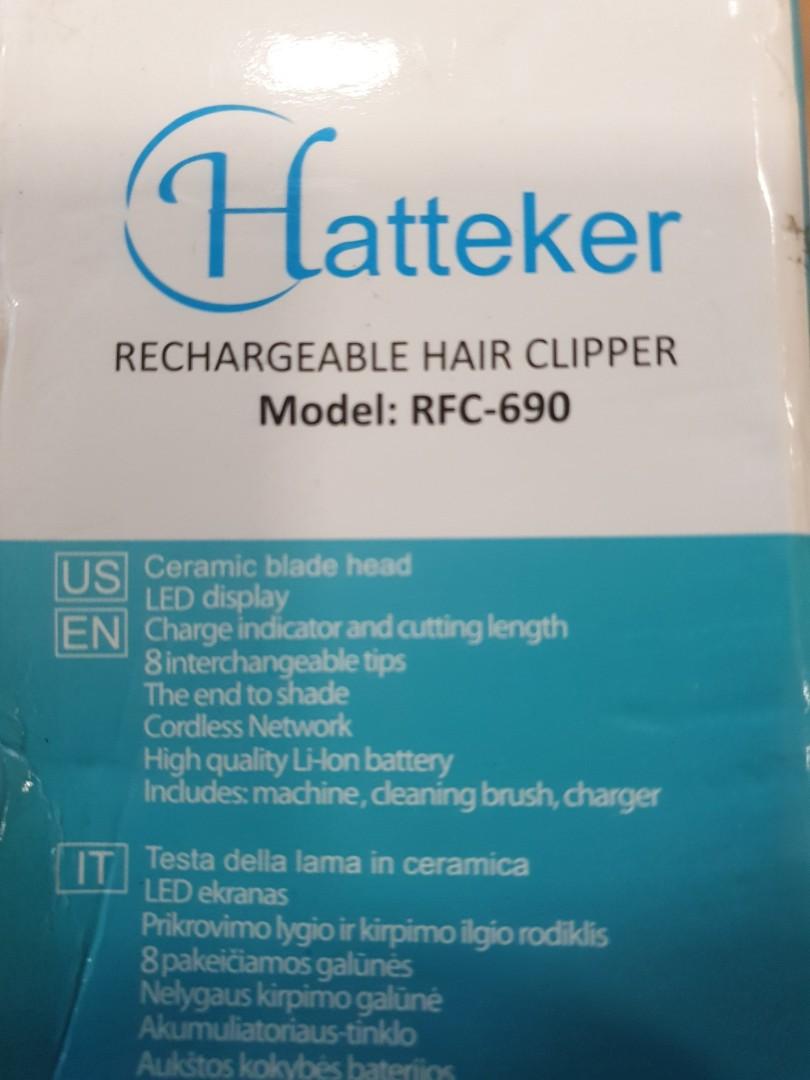 Hatteker
RECHARGEABLE HAIR CLIPPER
Model: RFC-690
US
EN
Ceramic blade head
LED display
Charge indicator and cutting length
8 interchangeable tips
The end to shade
Cordless Network
High quality Li-Ion battery
Includes: machine, cleaning brush, charger
IT
Testa della lama in ceramica
LED ekranas
Prikrovimo lygio ir kirpimo ilgio rodiklis
8 pakeičiamos galūnės
Nelygaus kirpimo galūnė
Akumuliatoriaus-tinklo
Aukštos kokybės baterijos